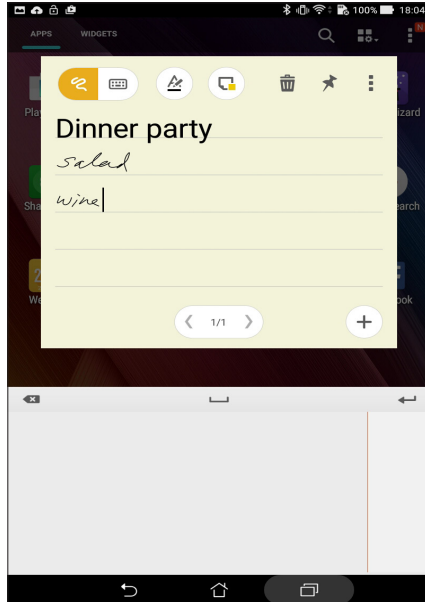 100% 18:04
APPS WIDGETS
N
Dinner party
salad
wine
1/1